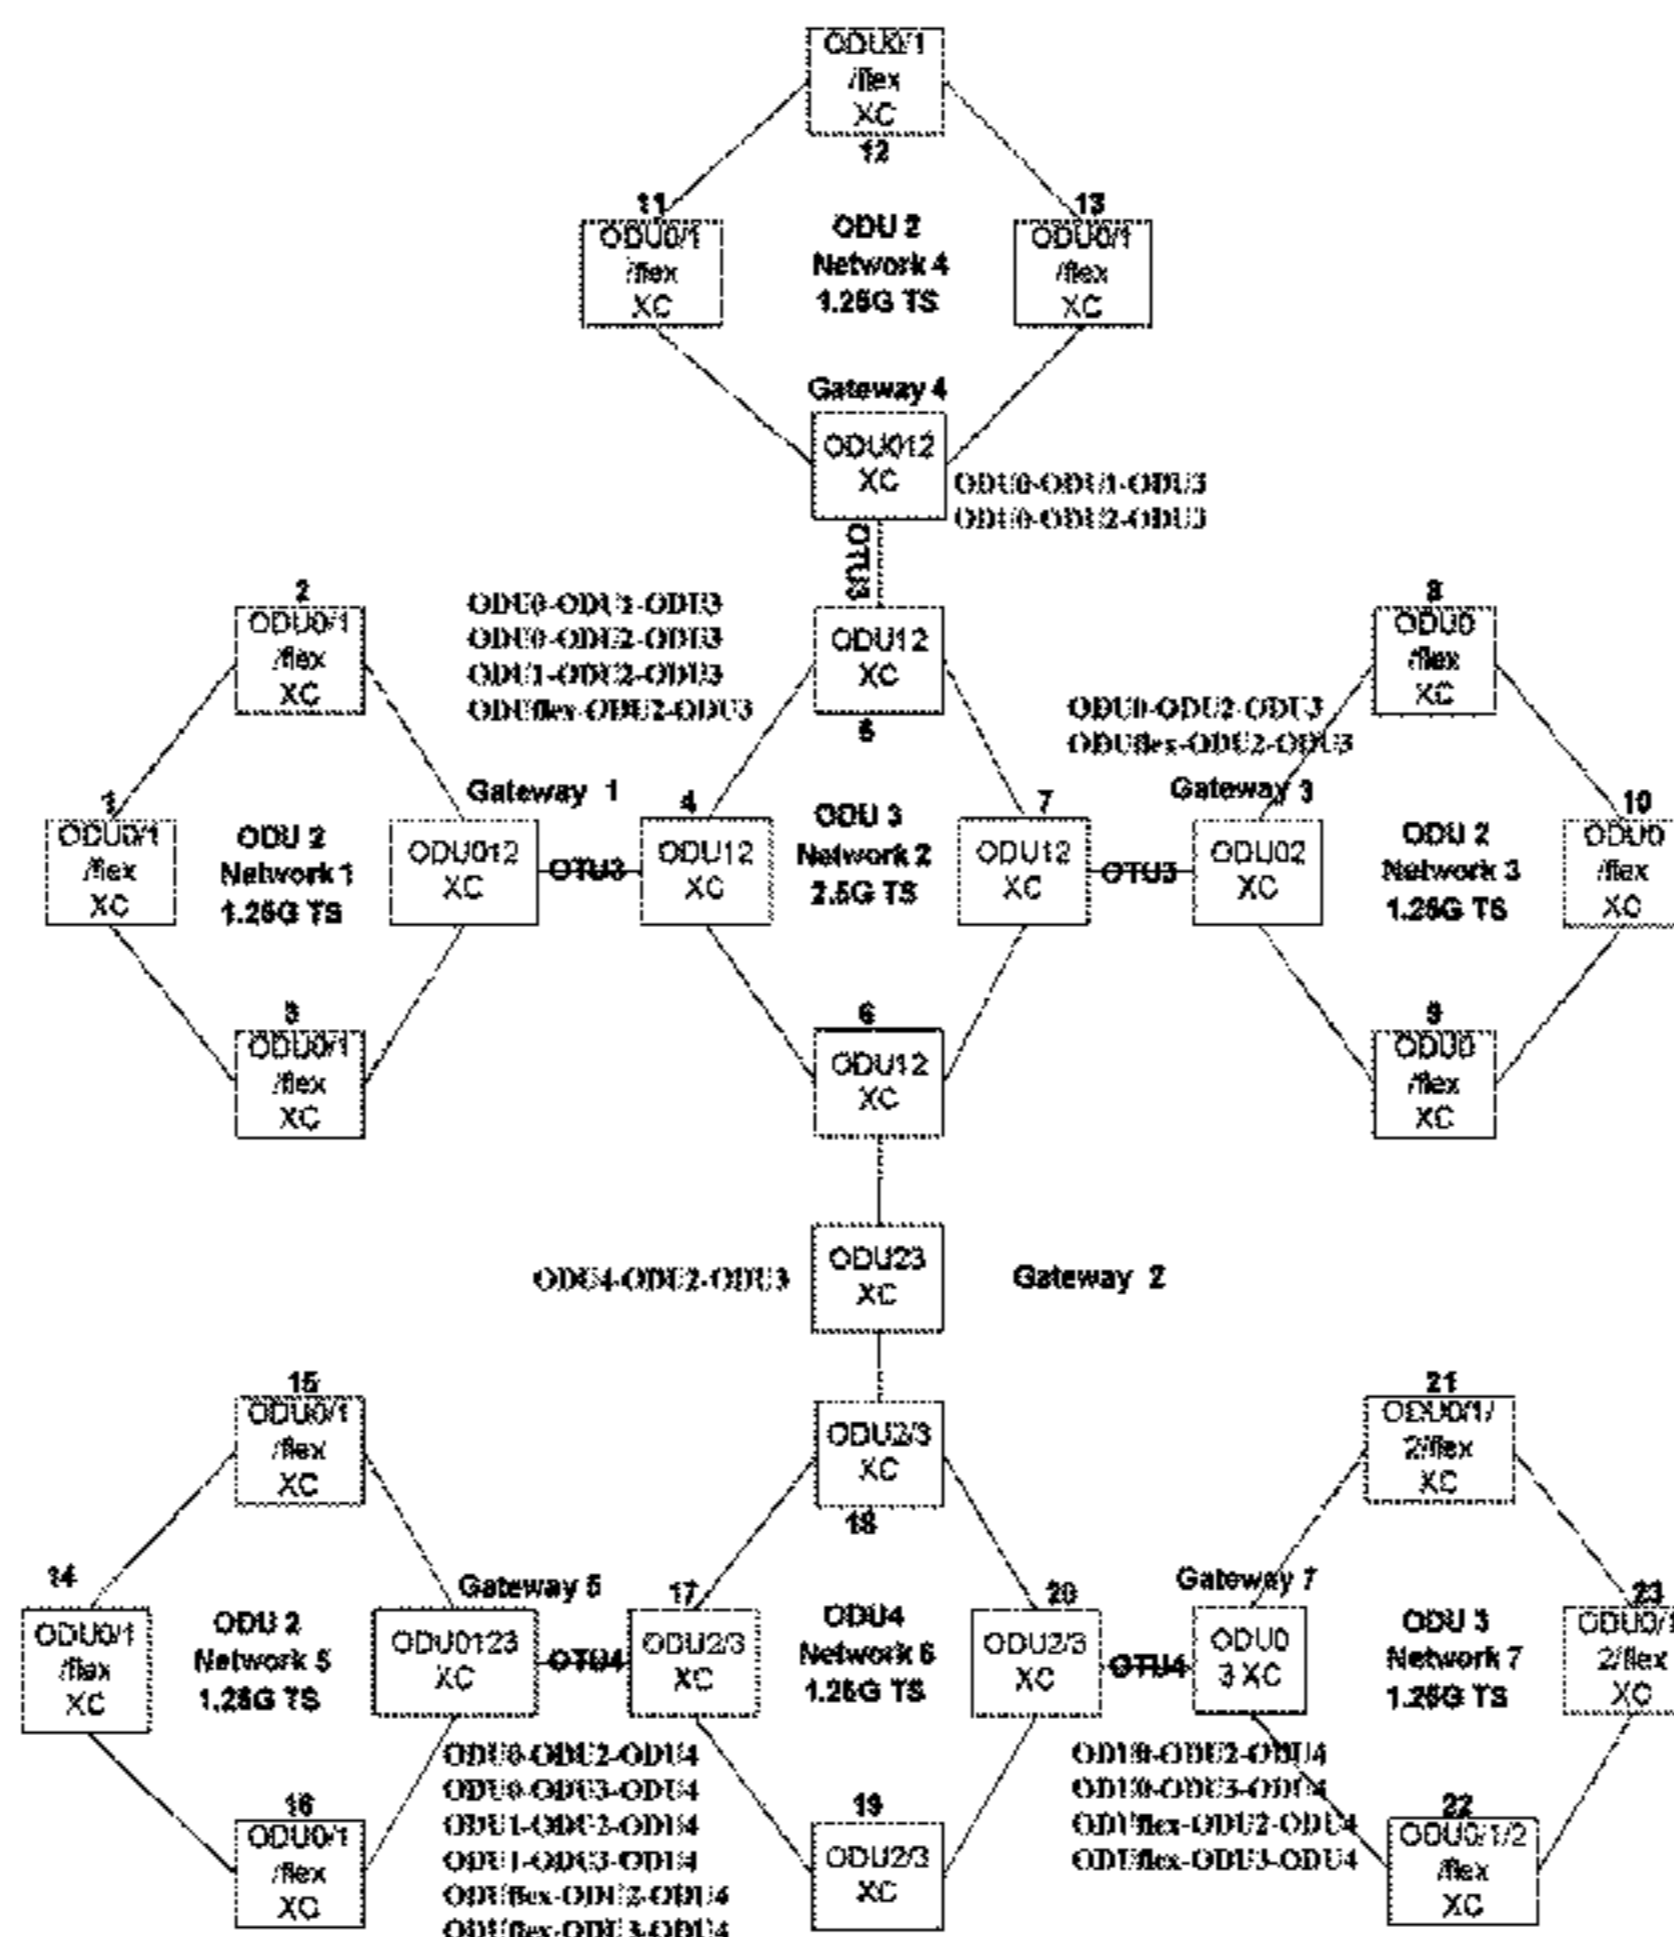 ODU0/1
/flex
XC
12
11
ODU0/1
/flex
XC
ODU 2
Network 4
1.25G TS
13
ODU0/1
/flex
XC
Gateway 4
ODU012
XC
ODU0-ODU1-ODU3
ODU0-ODU2-ODU3
OTU3
2
ODU0/1
/flex
XC
ODU0-ODU1-ODU3
ODU0-ODU2-ODU3
ODU1-ODU2-ODU3
ODUflex-ODU2-ODU3
ODU12
XC
5
ODU0-ODU2-ODU3
ODUflex-ODU2-ODU3
8
ODU0
/flex
XC
1
ODU0/1
/flex
XC
ODU 2
Network 1
1.25G TS
Gateway 1
ODU012
XC
OTU3
4
ODU12
XC
ODU 3
Network 2
2.5G TS
7
ODU12
XC
OTU3
Gateway 3
ODU02
XC
ODU 2
Network 3
1.25G TS
10
ODU0
/flex
XC
3
ODU0/1
/flex
XC
6
ODU12
XC
9
ODU0
/flex
XC
ODU4-ODU2-ODU3
ODU23
XC
Gateway 2
15
ODU0/1
/flex
XC
ODU2/3
XC
18
21
ODU0/1/
2/flex
XC
14
ODU0/1
/flex
XC
ODU 2
Network 5
1.25G TS
Gateway 5
ODU0123
XC
OTU4
17
ODU2/3
XC
ODU4
Network 6
1.25G TS
20
ODU2/3
XC
OTU4
Gateway 7
ODU0
3 XC
ODU 3
Network 7
1.25G TS
23
ODU0/1
2/flex
XC
16
ODU0/1
/flex
XC
ODU0-ODU2-ODU4
ODU0-ODU3-ODU4
ODU1-ODU2-ODU4
ODU1-ODU3-ODU4
ODUflex-ODU2-ODU4
ODUflex-ODU3-ODU4
19
ODU2/3
XC
ODU0-ODU2-ODU4
ODU0-ODU3-ODU4
ODUflex-ODU2-ODU4
ODUflex-ODU3-ODU4
22
ODU0/1/2
/flex
XC